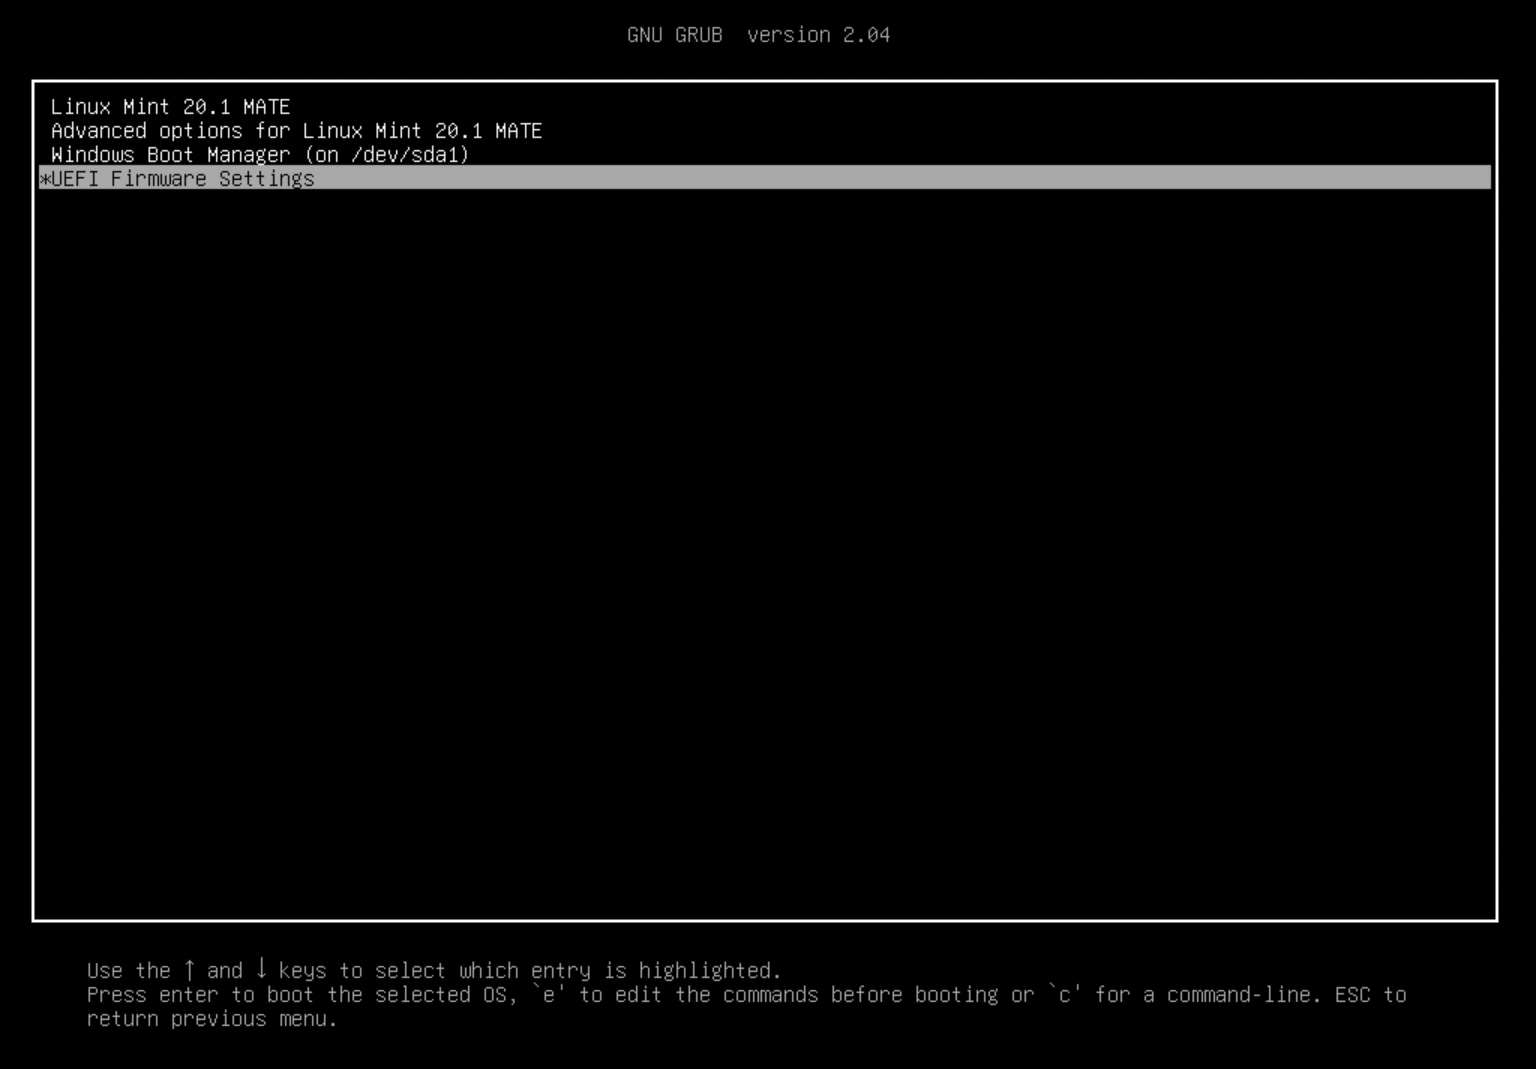 GNU GRUB  version 2.04
Linux Mint 20.1 MATE
Advanced options for Linux Mint 20.1 MATE
Windows Boot Manager (on /dev/sda1)
*UEFI Firmware Settings
Use the ↑ and ↓ keys to select which entry is highlighted.
Press enter to boot the selected OS, `e' to edit the commands before booting or `c' for a command-line. ESC to
return previous menu.